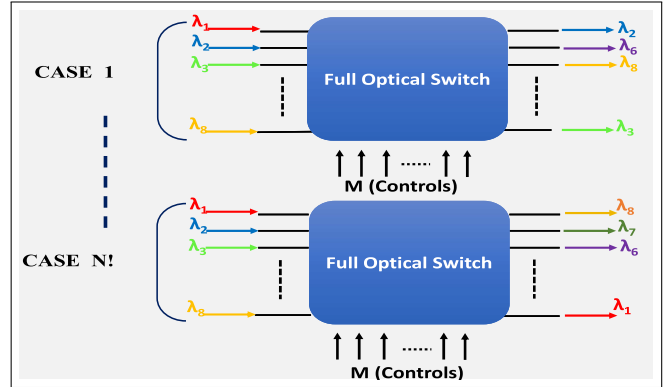 λ₁ λ₂
λ₂ λ₆
λ₃ λ₈
CASE 1 Full Optical Switch
λ₈ λ₃
M (Controls)
λ₁ λ₈
λ₂ λ₇
λ₃ λ₆
CASE N! Full Optical Switch
λ₈ λ₁
M (Controls)